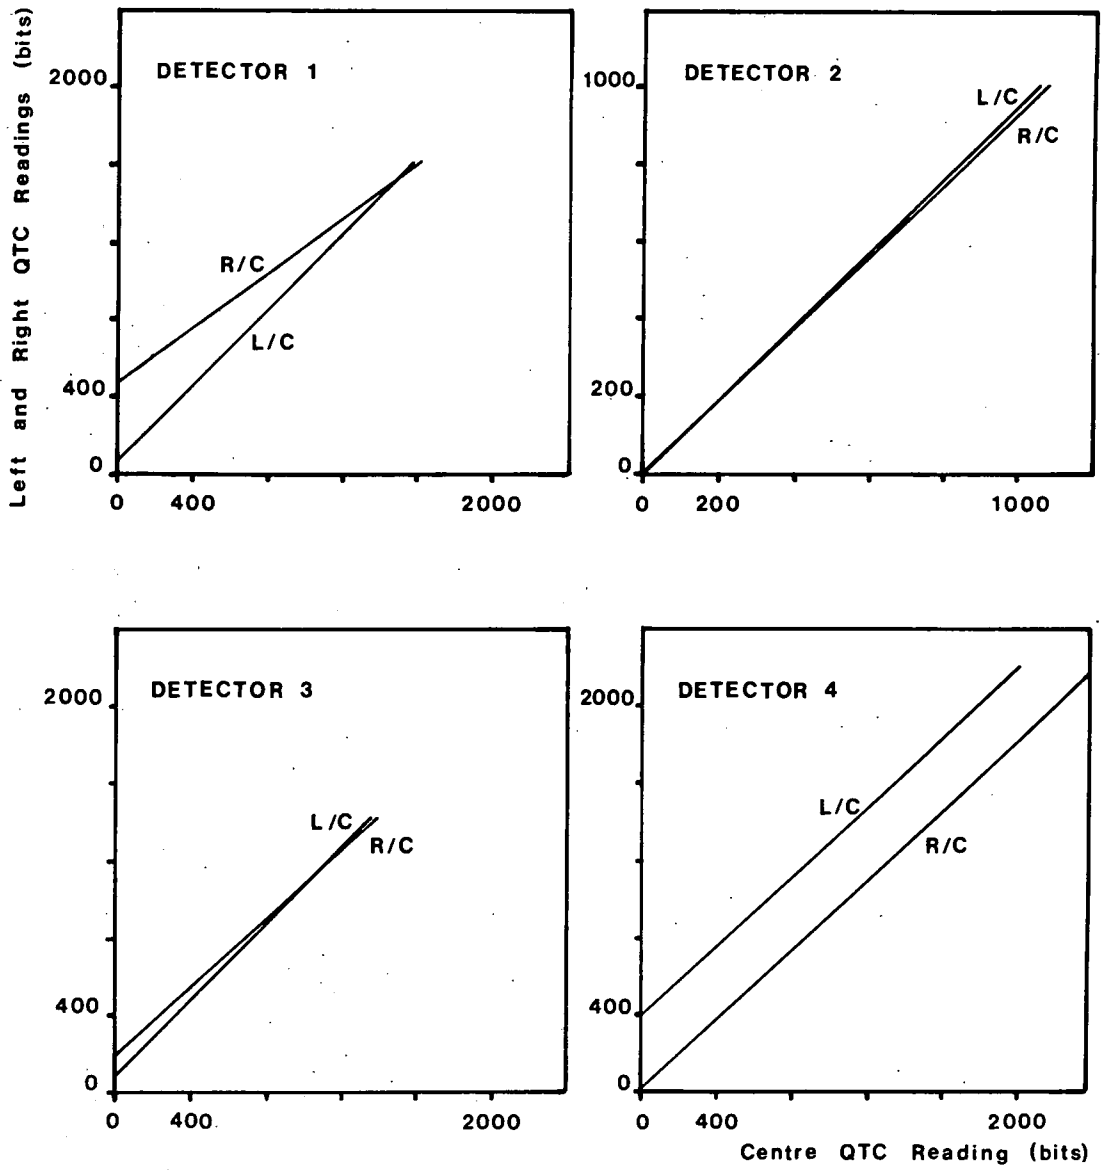 Left and Right QTC Readings (bits)
DETECTOR 1
2000
R/C
L/C
400
0
0 400 2000
DETECTOR 2
1000
L/C
R/C
200
0
0 200 1000
DETECTOR 3
2000
L/C
R/C
400
0
0 400 2000
DETECTOR 4
2000
L/C
R/C
400
0
0 400 2000
Centre QTC Reading (bits)